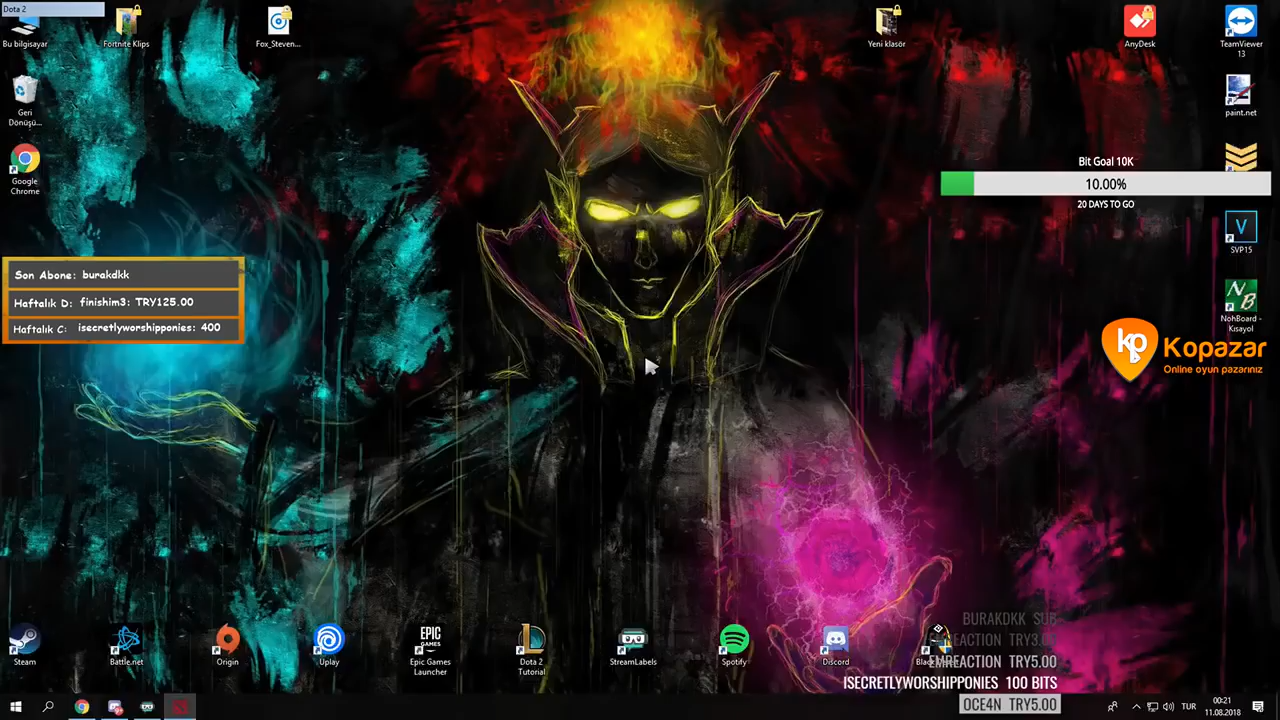 Dota 2
Bu bilgisayar
Fortnite Klips
Fox_Steven...
Yeni klasör
AnyDesk
TeamViewer
13
Geri
Dönüşü...
paint.net
Google
Chrome
Bit Goal 10K
10.00%
20 DAYS TO GO
SVP15
Son Abone: burakdkk
Haftalık D: finishim3: TRY125.00
Haftalık C: isecretlyworshipponies: 400
NohBoard -
Kısayol
kp
Kopazar
Online oyun pazarınız
Steam
Battle.net
Origin
Uplay
EPIC
GAMES
Epic Games
Launcher
Dota 2
Tutorial
StreamLabels
Spotify
Discord
BURAKDKK SUB
EMREACTION TRY5.00
ISECRETLYWORSHIPPONIES 100 BITS
OCE4N TRY5.00
TUR
00:21
11.08.2018